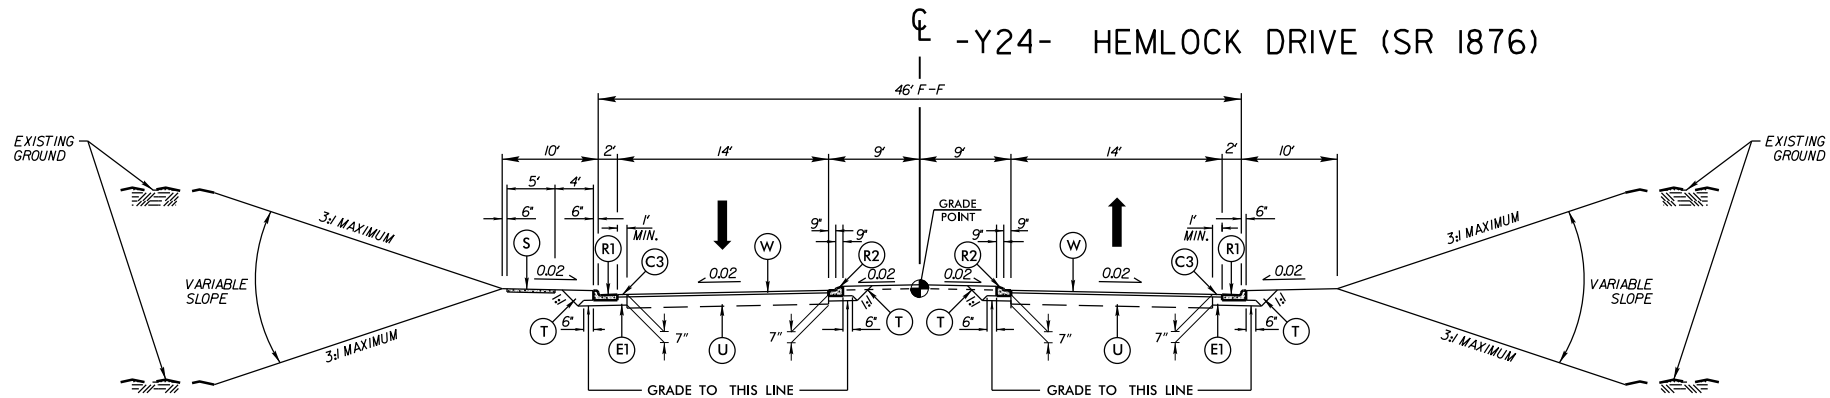 ℄ -Y24- HEMLOCK DRIVE (SR 1876)
46' F-F
EXISTING
GROUND
EXISTING
GROUND
10' 2' 14' 9' 9' 14' 2' 10'
5' 4'
6" 6" 1'
MIN.
9" 9"
GRADE
POINT
9" 9"
1'
MIN.
6"
3:1 MAXIMUM
3:1 MAXIMUM
S R1 C3 W R2 R2 W C3 R1
0.02 0.02 0.02 0.02 0.02 0.02
VARIABLE
SLOPE
VARIABLE
SLOPE
1:1 1:1 1:1 1:1
T 6" E1 7" U 7" 6" T T 6" 7" U 7" E1 6" T
3:1 MAXIMUM
3:1 MAXIMUM
GRADE TO THIS LINE
GRADE TO THIS LINE